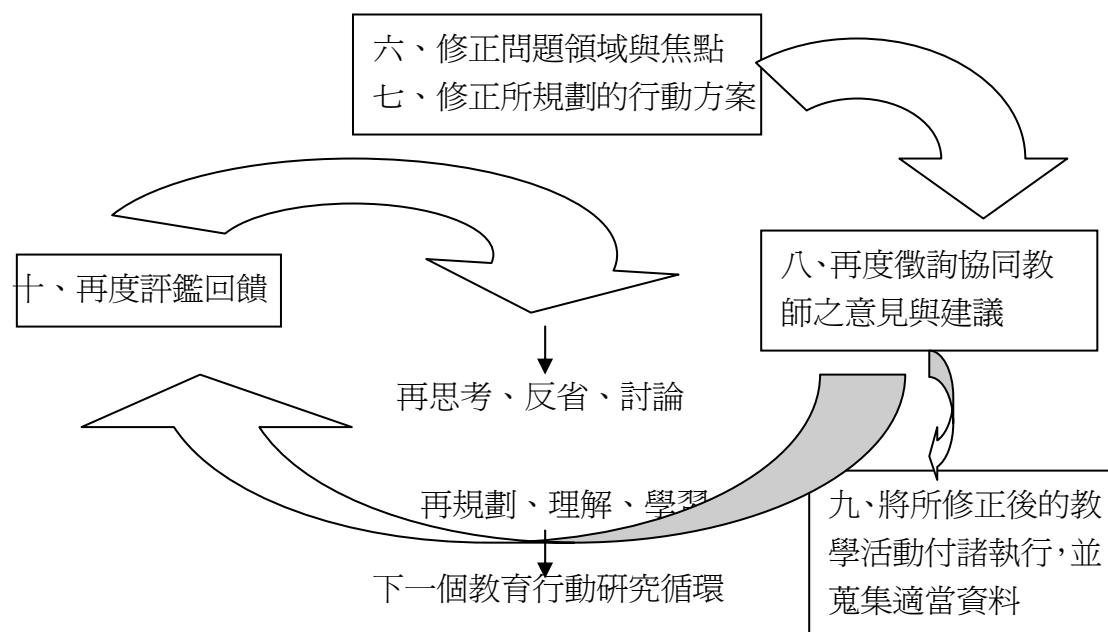 六、修正問題領域與焦點
七、修正所規劃的行動方案
八、再度徵詢協同教
師之意見與建議
十、再度評鑑回饋
再思考、反省、討論
再規劃、理解、學習
九、將所修正後的教
學活動付諸執行，並
蒐集適當資料
下一個教育行動研究循環